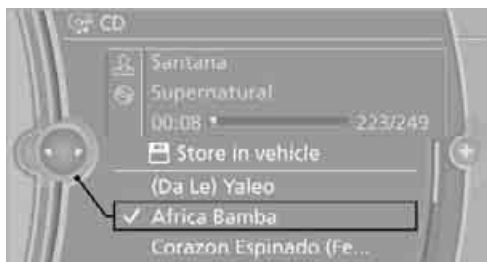 CD
Santana
Supernatural
00:08 223/249
Store in vehicle
(Da Le) Yaleo
Africa Bamba
Corazon Espinado (Fe...